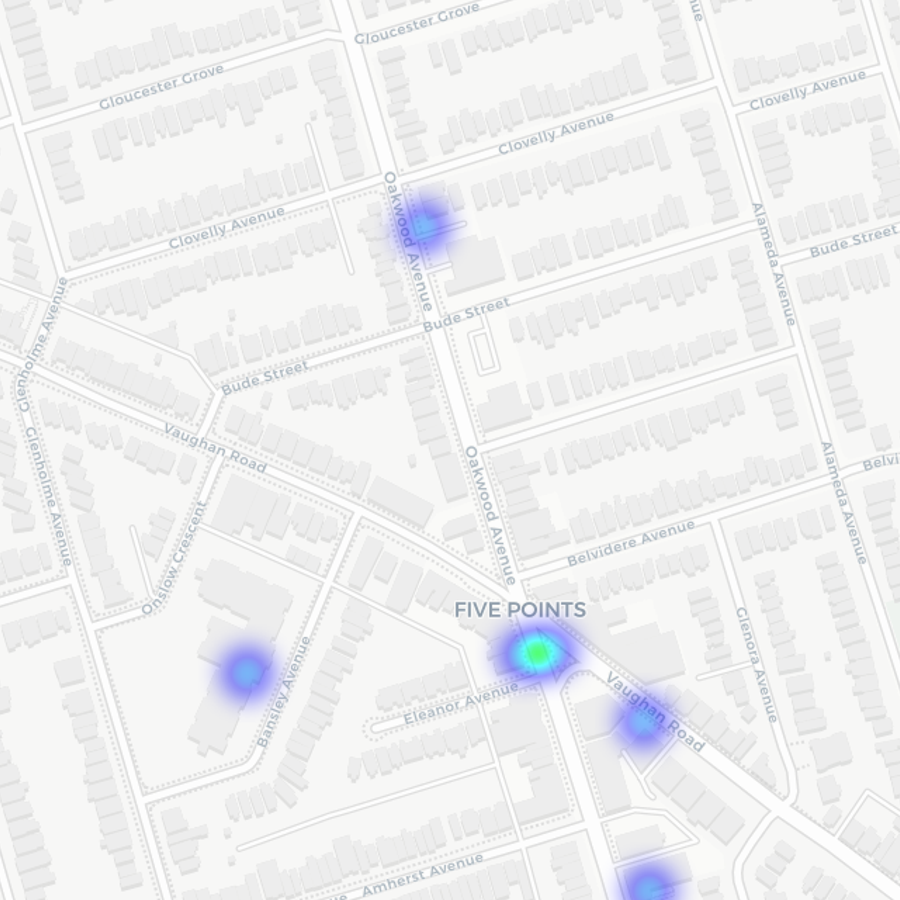 Gloucester Grove
Gloucester Grove
Clovelly Avenue
Clovelly Avenue
Clovelly Avenue
Oakwood Avenue
Alameda Avenue
Bude Street
Bude Street
Bude Street
Glenholme Avenue
Glenholme Avenue
Vaughan Road
Oakwood Avenue
Alameda Avenue
Belvidere Avenue
Onslow Crescent
FIVE POINTS
Glenora Avenue
Bansley Avenue
Eleanor Avenue
Vaughan Road
Amherst Avenue